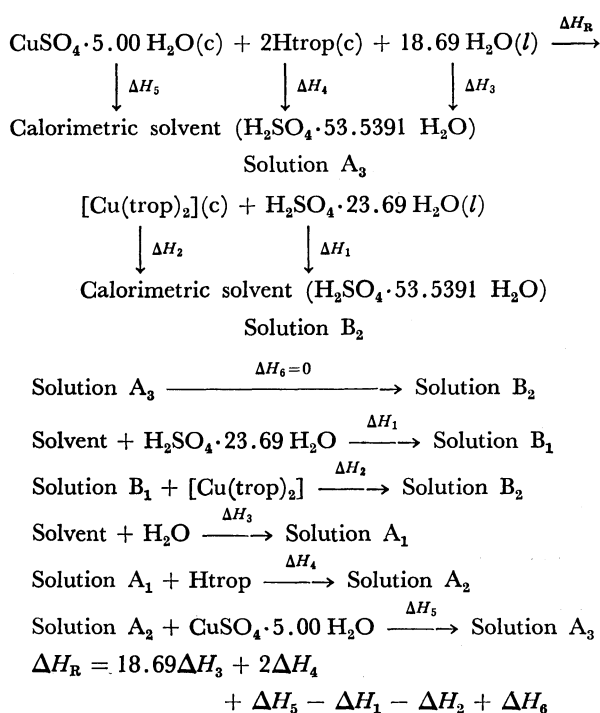 CuSO₄·5.00 H₂O(c) + 2Htrop(c) + 18.69 H₂O(l) ⟶ ΔH_R
↓ ΔH₅ ↓ ΔH₄ ↓ ΔH₃
Calorimetric solvent (H₂SO₄·53.5391 H₂O)
Solution A₃
[Cu(trop)₂](c) + H₂SO₄·23.69 H₂O(l)
↓ ΔH₂ ↓ ΔH₁
Calorimetric solvent (H₂SO₄·53.5391 H₂O)
Solution B₂
ΔH₆=0
Solution A₃ ⟶ Solution B₂
ΔH₁
Solvent + H₂SO₄·23.69 H₂O ⟶ Solution B₁
ΔH₂
Solution B₁ + [Cu(trop)₂] ⟶ Solution B₂
ΔH₃
Solvent + H₂O ⟶ Solution A₁
ΔH₄
Solution A₁ + Htrop ⟶ Solution A₂
ΔH₅
Solution A₂ + CuSO₄·5.00 H₂O ⟶ Solution A₃
ΔH_R = 18.69ΔH₃ + 2ΔH₄
+ ΔH₅ − ΔH₁ − ΔH₂ + ΔH₆